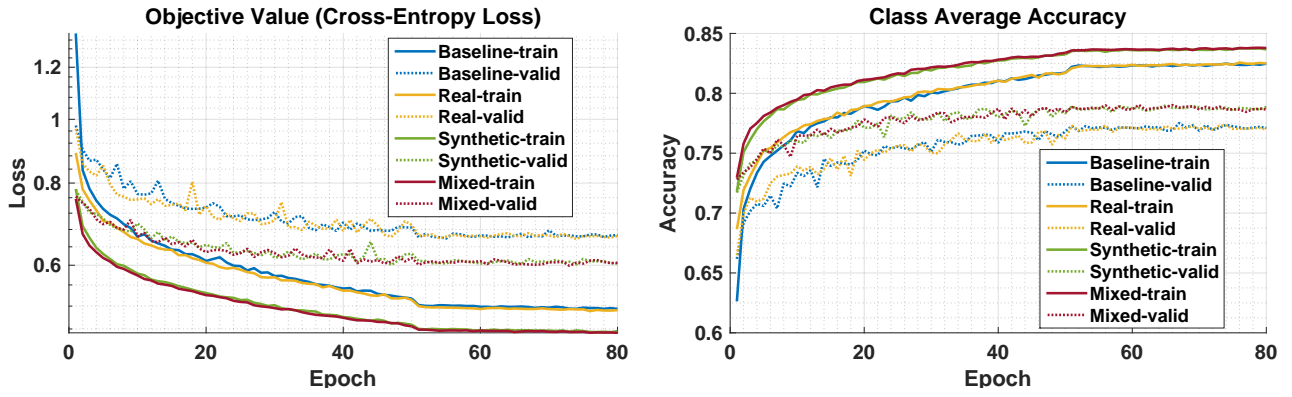 Objective Value (Cross-Entropy Loss)
Loss
1.2
1
0.8
0.6
0
20
40
60
80
Epoch
Baseline-train
Baseline-valid
Real-train
Real-valid
Synthetic-train
Synthetic-valid
Mixed-train
Mixed-valid
Class Average Accuracy
Accuracy
0.85
0.8
0.75
0.7
0.65
0.6
0
20
40
60
80
Epoch
Baseline-train
Baseline-valid
Real-train
Real-valid
Synthetic-train
Synthetic-valid
Mixed-train
Mixed-valid